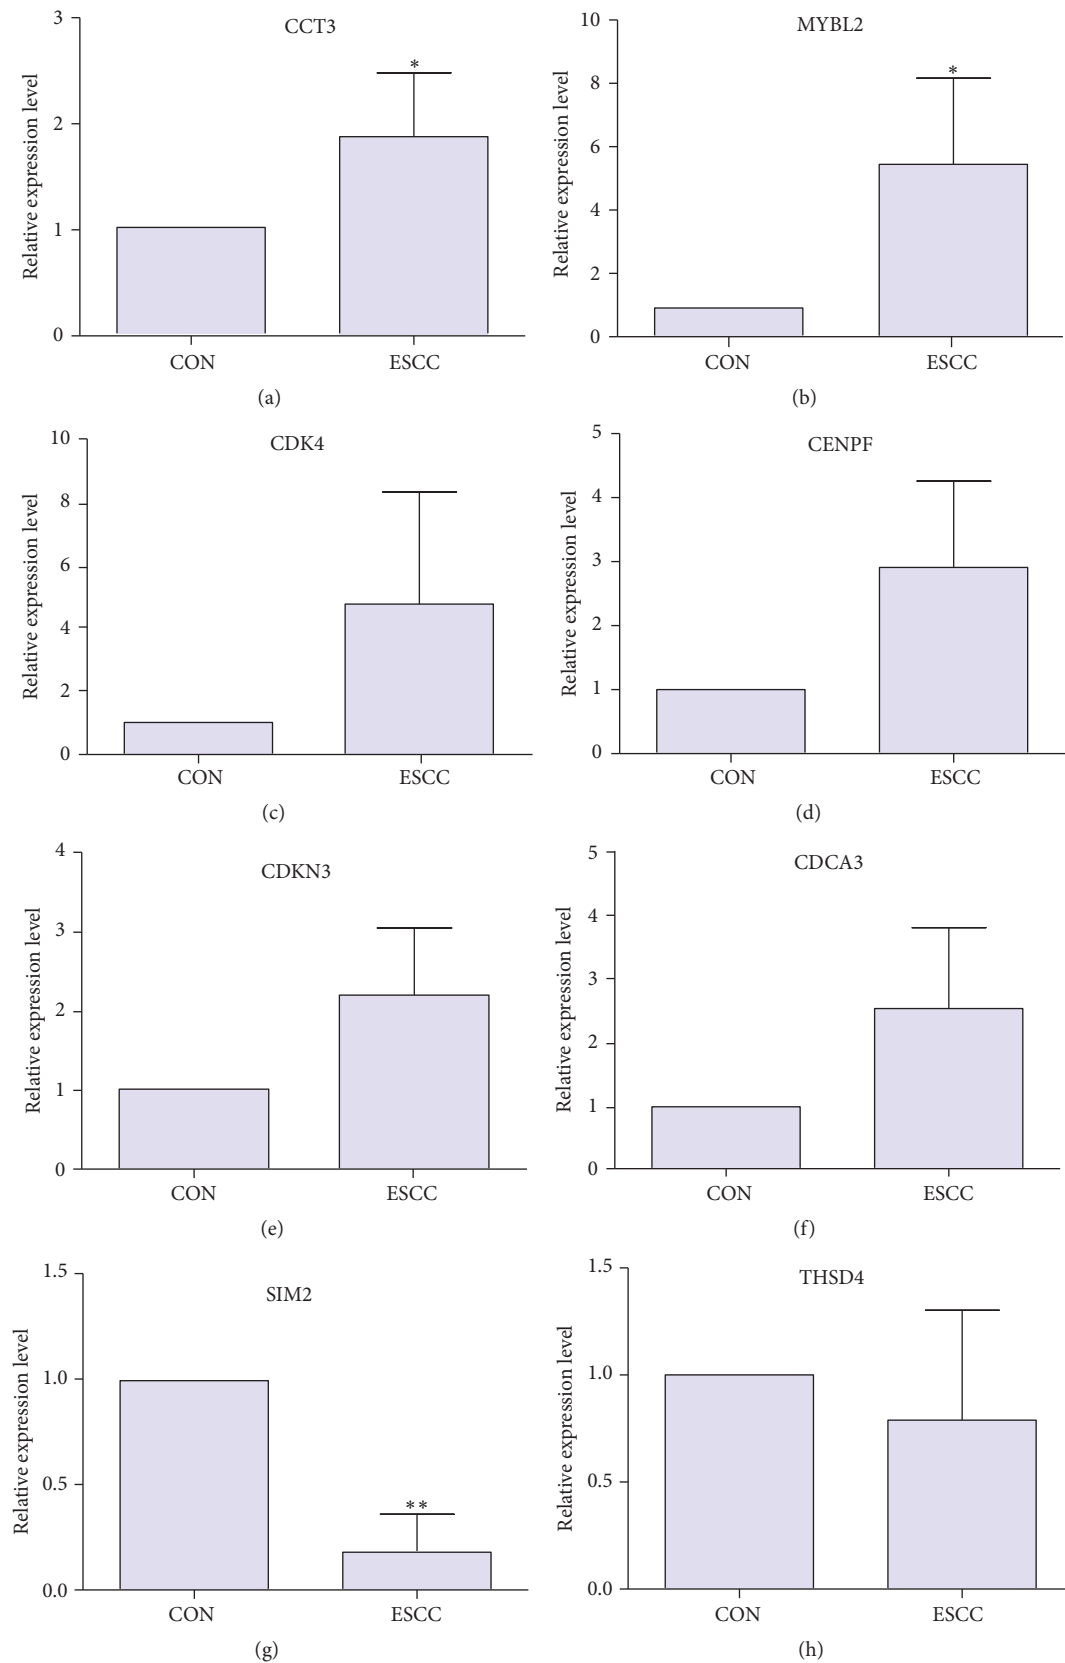 CCT3
Relative expression level
3
2
1
0
*
CON
ESCC
(a)
MYBL2
Relative expression level
10
8
6
4
2
0
*
CON
ESCC
(b)
CDK4
Relative expression level
10
8
6
4
2
0
CON
ESCC
(c)
CENPF
Relative expression level
5
4
3
2
1
0
CON
ESCC
(d)
CDKN3
Relative expression level
4
3
2
1
0
CON
ESCC
(e)
CDCA3
Relative expression level
5
4
3
2
1
0
CON
ESCC
(f)
SIM2
Relative expression level
1.5
1.0
0.5
0.0
**
CON
ESCC
(g)
THSD4
Relative expression level
1.5
1.0
0.5
0.0
CON
ESCC
(h)